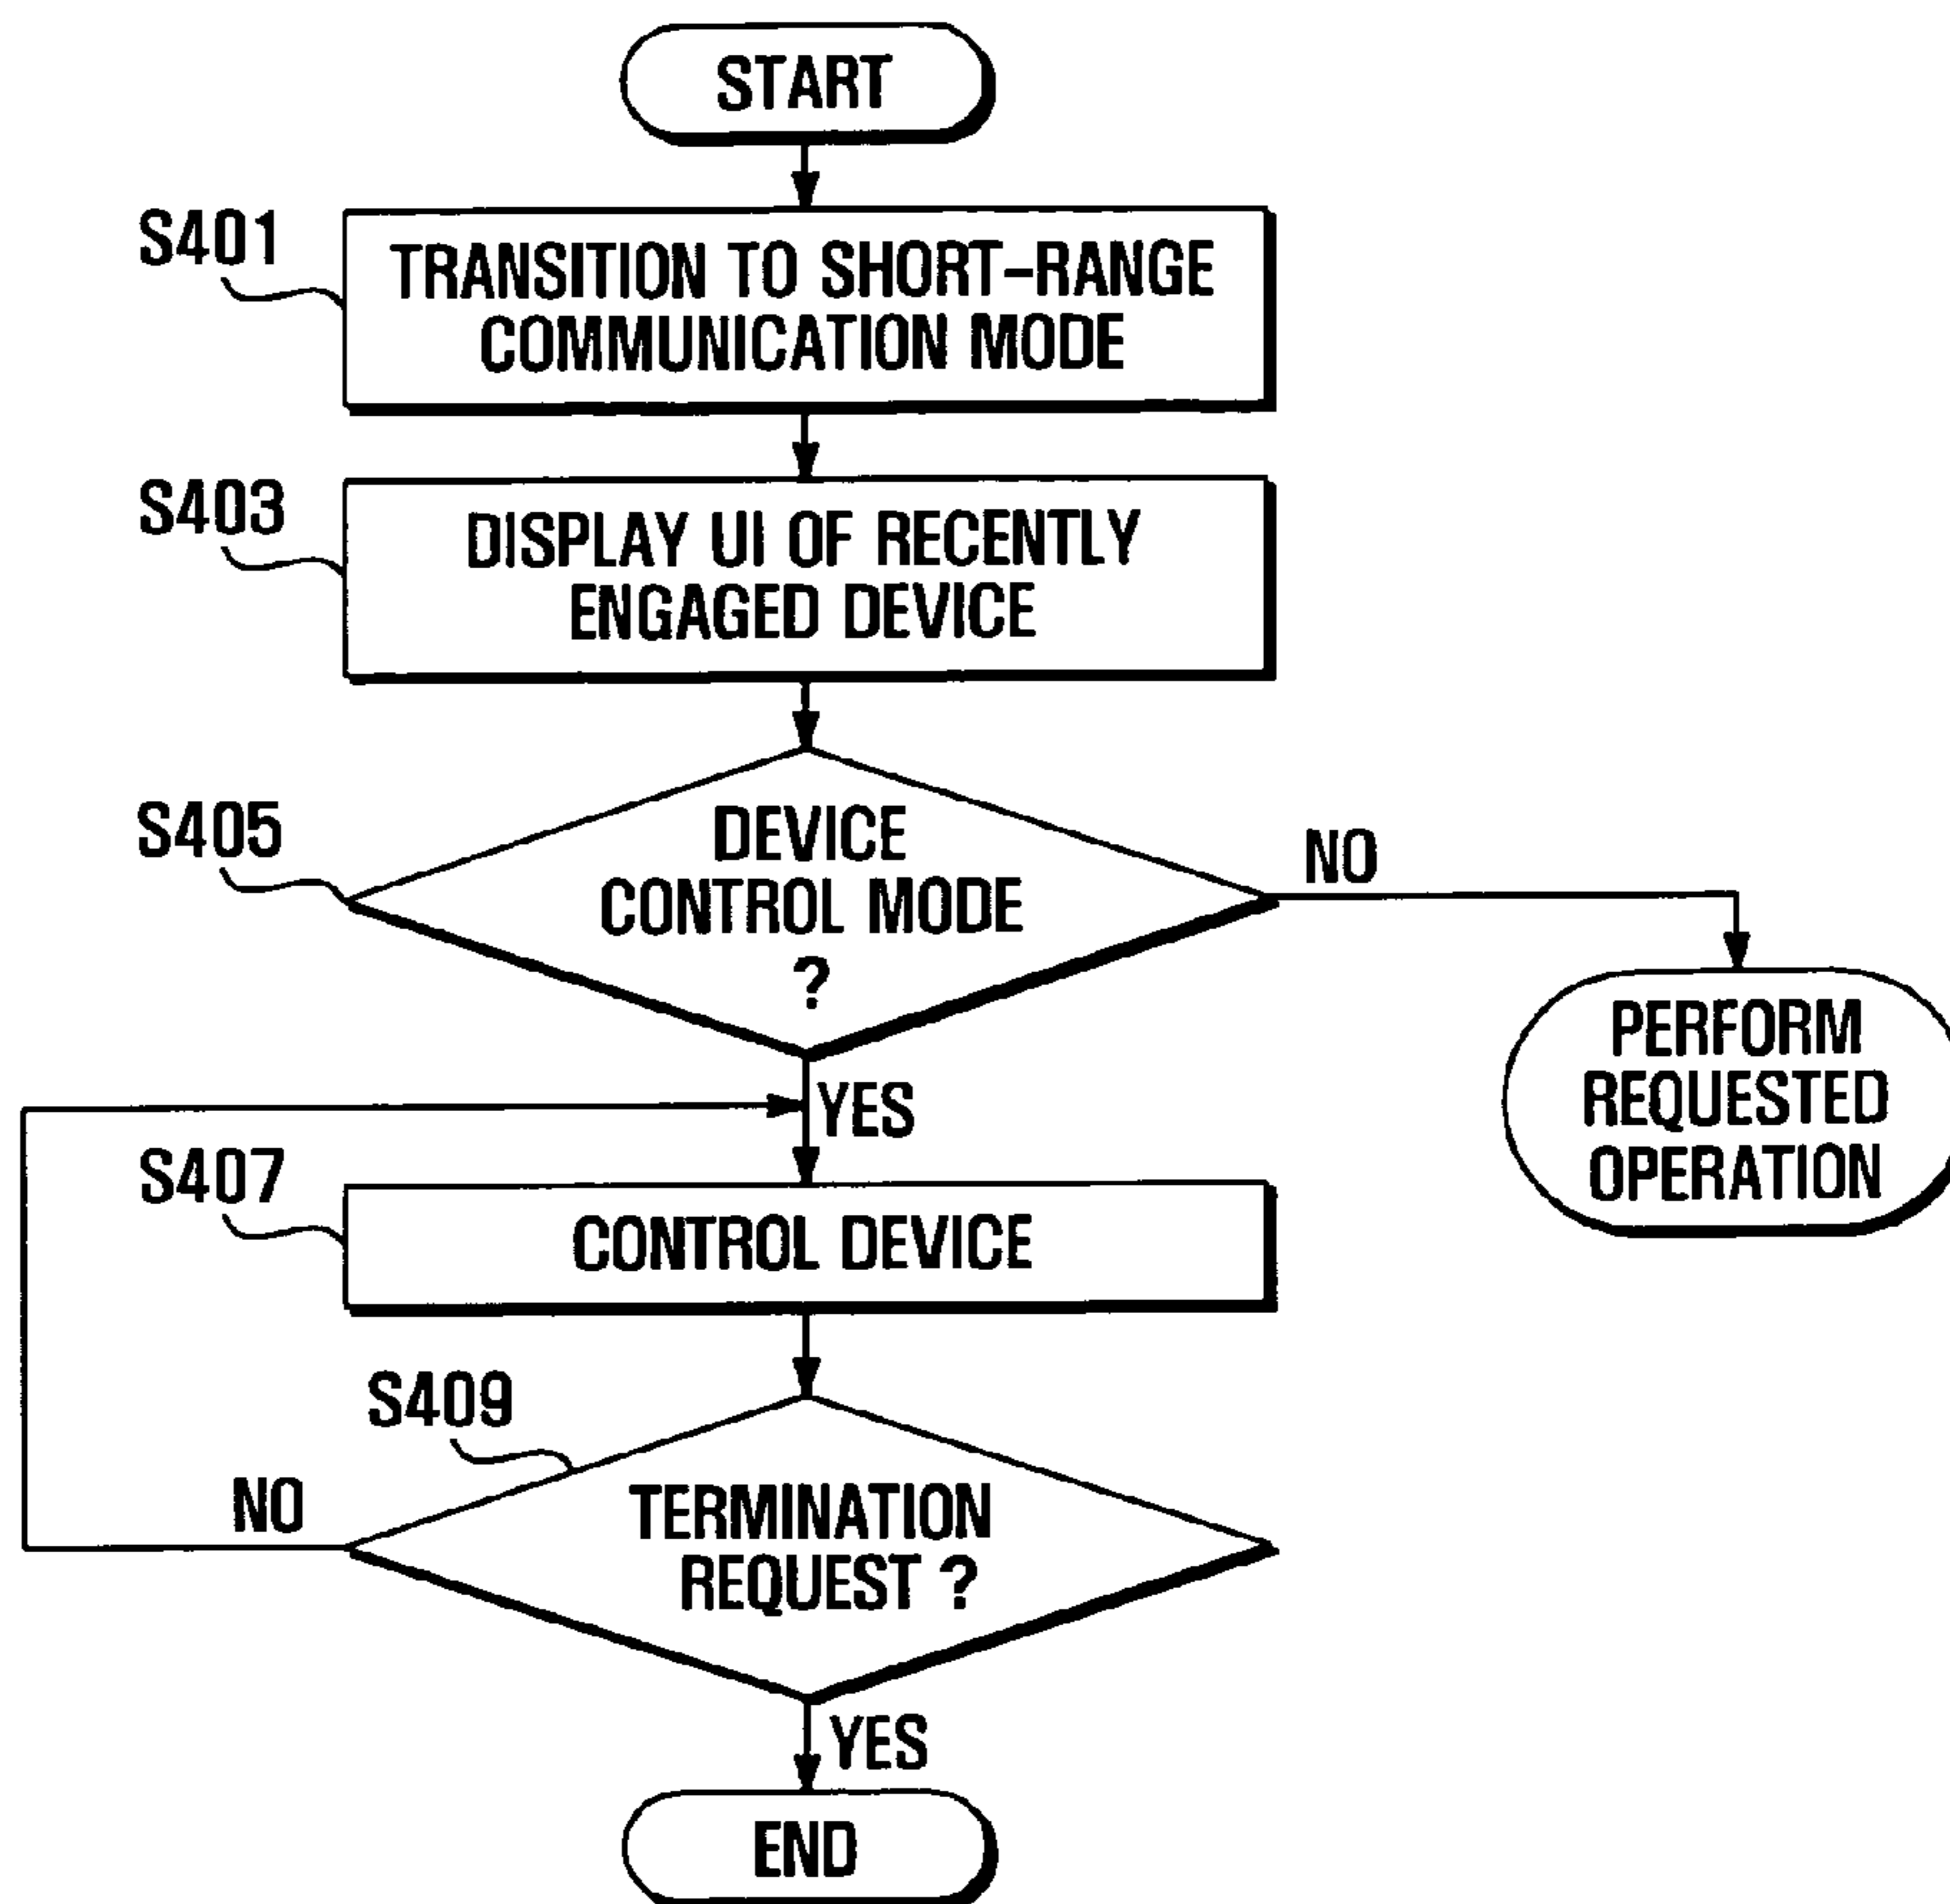 START
S401
TRANSITION TO SHORT-RANGE
COMMUNICATION MODE
S403
DISPLAY UI OF RECENTLY
ENGAGED DEVICE
S405
DEVICE
CONTROL MODE
?
NO
PERFORM
REQUESTED
OPERATION
YES
S407
CONTROL DEVICE
S409
NO
TERMINATION
REQUEST ?
YES
END